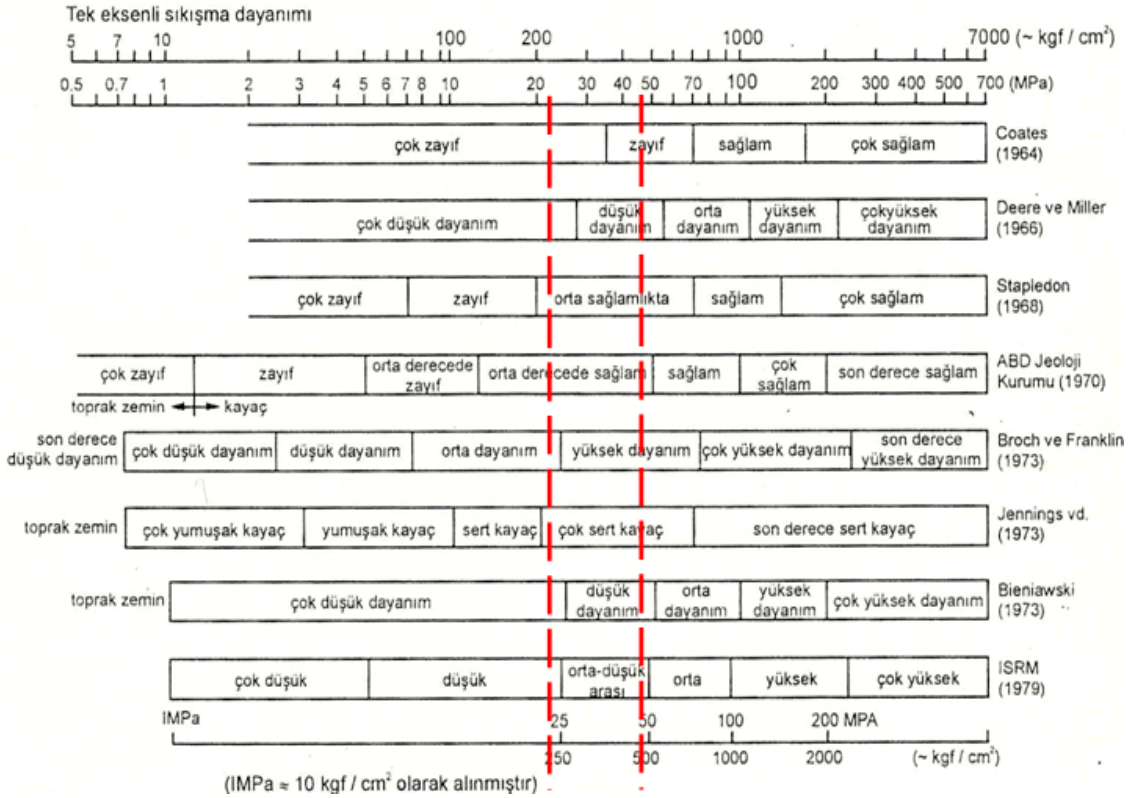 Tek eksenli sıkışma dayanımı
5 7 10 100 200 1000 7000 (~ kgf / cm²)
0.5 0.7 1 2 3 4 5 6 7 8 10 20 30 40 50 70 100 200 300 400 500 700 (MPa)
çok zayıf zayıf sağlam çok sağlam Coates
(1964)
çok düşük dayanım düşük dayanım orta dayanım yüksek dayanım çokyüksek dayanım Deere ve Miller
(1966)
çok zayıf zayıf orta sağlamlıkta sağlam çok sağlam Stapledon
(1968)
çok zayıf zayıf orta derecede zayıf orta derecede sağlam sağlam çok sağlam son derece sağlam ABD Jeoloji
Kurumu (1970)
toprak zemin kayaç
son derece düşük dayanım çok düşük dayanım düşük dayanım orta dayanım yüksek dayanım çok yüksek dayanım son derece yüksek dayanım Broch ve Franklin
(1973)
toprak zemin çok yumuşak kayaç yumuşak kayaç sert kayaç çok sert kayaç son derece sert kayaç Jennings vd.
(1973)
toprak zemin çok düşük dayanım düşük dayanım orta dayanım yüksek dayanım çok yüksek dayanım Bieniawski
(1973)
çok düşük düşük orta-düşük arası orta yüksek çok yüksek ISRM
(1979)
IMPa 25 50 100 200 MPA
250 500 1000 2000 (~ kgf / cm²)
(IMPa ≈ 10 kgf / cm² olarak alınmıştır)